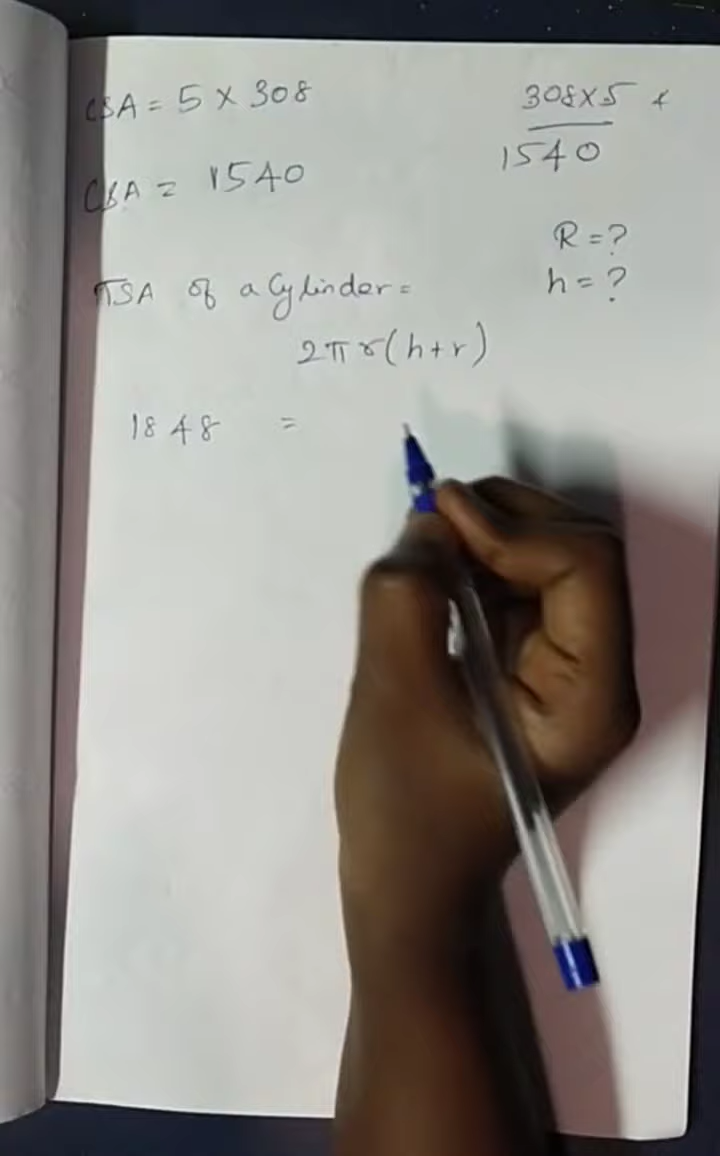 CSA = 5 × 308
308×5
1540
CSA = 1540
R = ?
h = ?
TSA of a Cylinder =
2πr(h+r)
1848 =